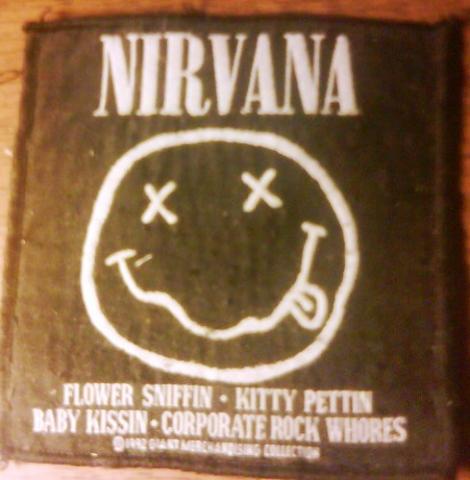 NIRVANA
FLOWER SNIFFIN • KITTY PETTIN
BABY KISSIN • CORPORATE ROCK WHORES
© 1992 GIANT MERCHANDISING COLLECTION